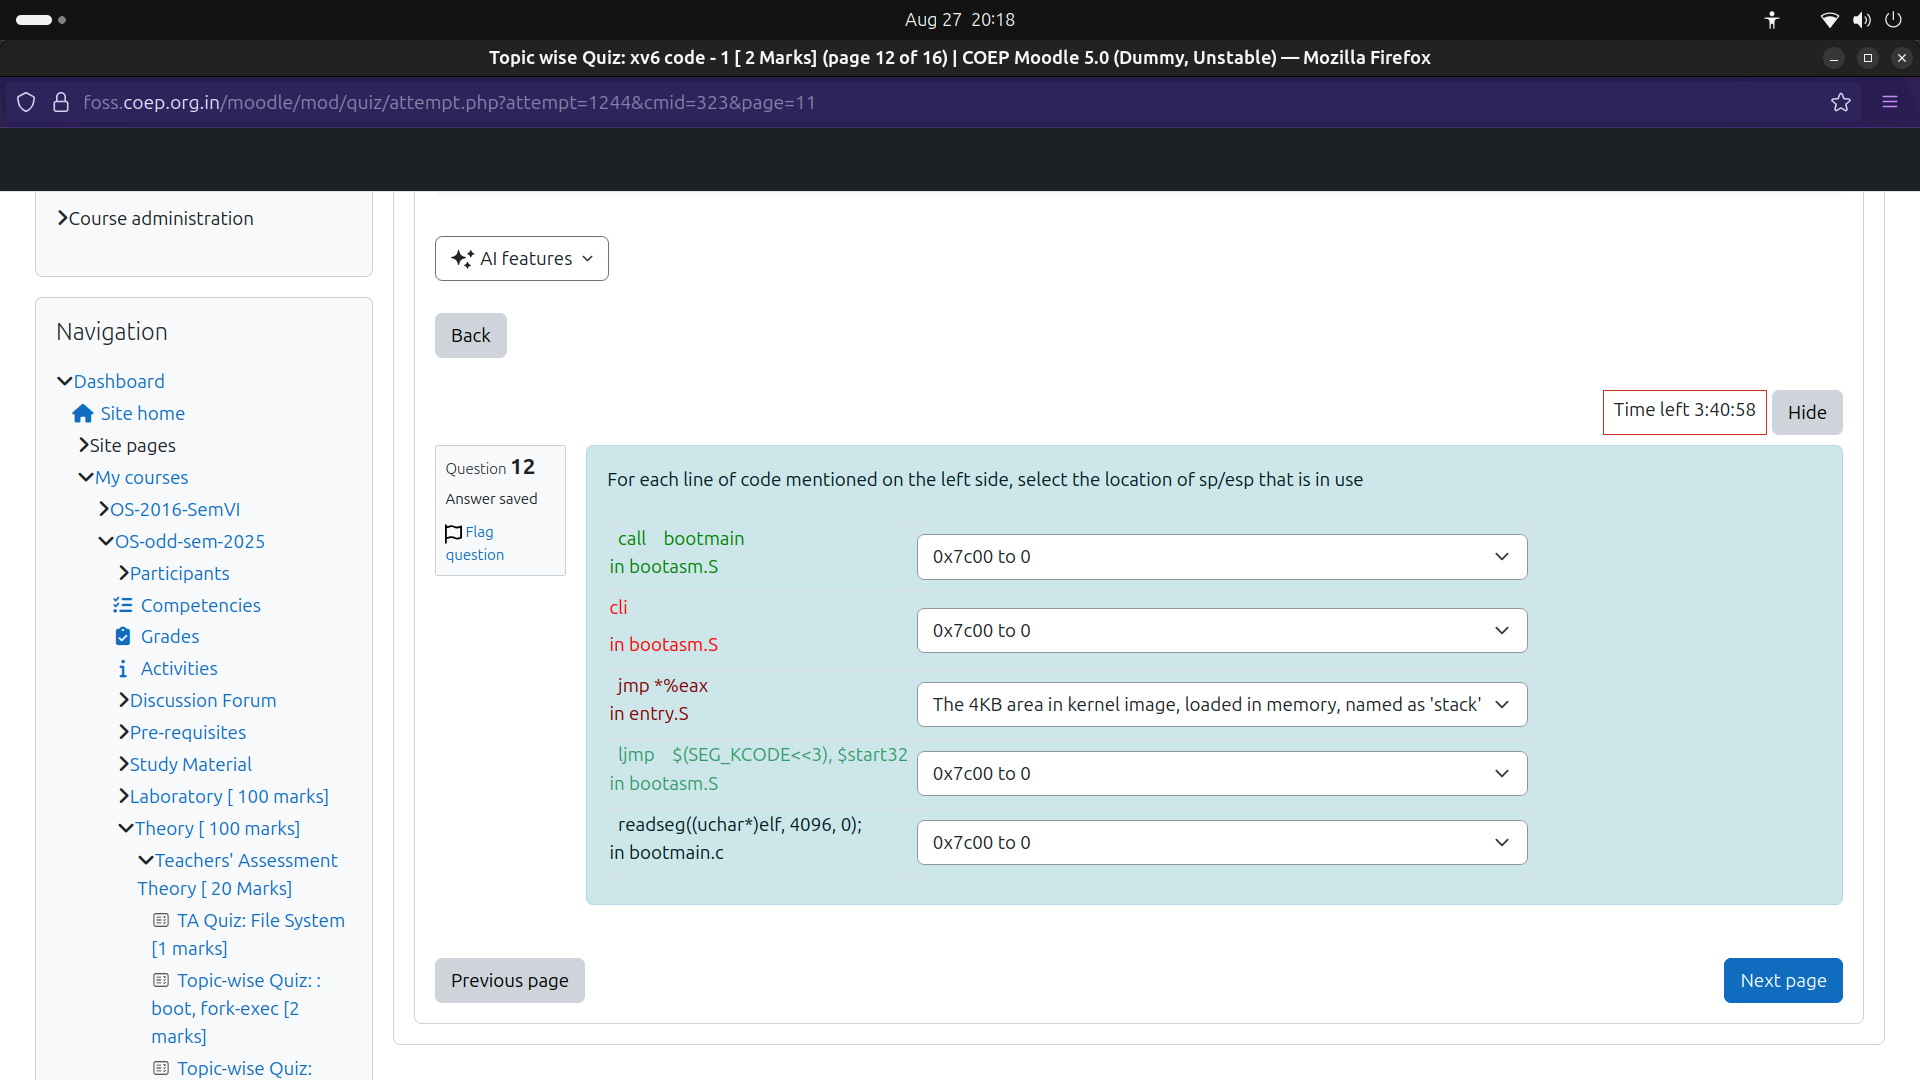 Aug 27 20:18
Topic wise Quiz: xv6 code - 1 [ 2 Marks] (page 12 of 16) | COEP Moodle 5.0 (Dummy, Unstable) — Mozilla Firefox
foss.coep.org.in/moodle/mod/quiz/attempt.php?attempt=1244&cmid=323&page=11
Course administration
Navigation
Dashboard
Site home
Site pages
My courses
OS-2016-SemVI
OS-odd-sem-2025
Participants
Competencies
Grades
Activities
Discussion Forum
Pre-requisites
Study Material
Laboratory [ 100 marks]
Theory [ 100 marks]
Teachers' Assessment
Theory [ 20 Marks]
TA Quiz: File System
[1 marks]
Topic-wise Quiz: :
boot, fork-exec [2
marks]
Topic-wise Quiz:
AI features
Back
Time left 3:40:58
Hide
Question 12
Answer saved
Flag
question
For each line of code mentioned on the left side, select the location of sp/esp that is in use
call bootmain
in bootasm.S
0x7c00 to 0
cli
in bootasm.S
0x7c00 to 0
jmp *%eax
in entry.S
The 4KB area in kernel image, loaded in memory, named as 'stack'
ljmp $(SEG_KCODE<<3), $start32
in bootasm.S
0x7c00 to 0
readseg((uchar*)elf, 4096, 0);
in bootmain.c
0x7c00 to 0
Previous page
Next page